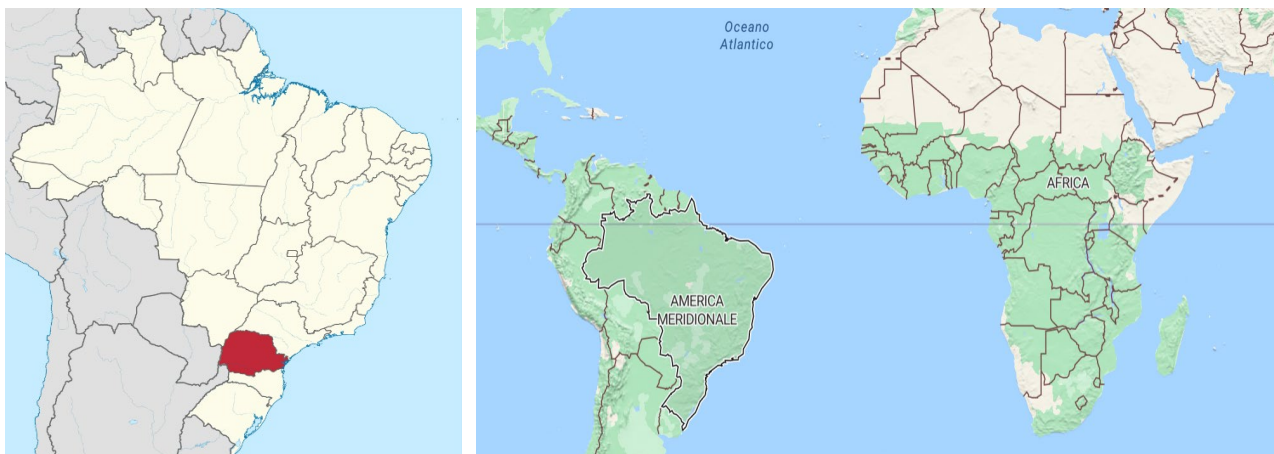 Oceano
Atlantico
AFRICA
AMERICA
MERIDIONALE